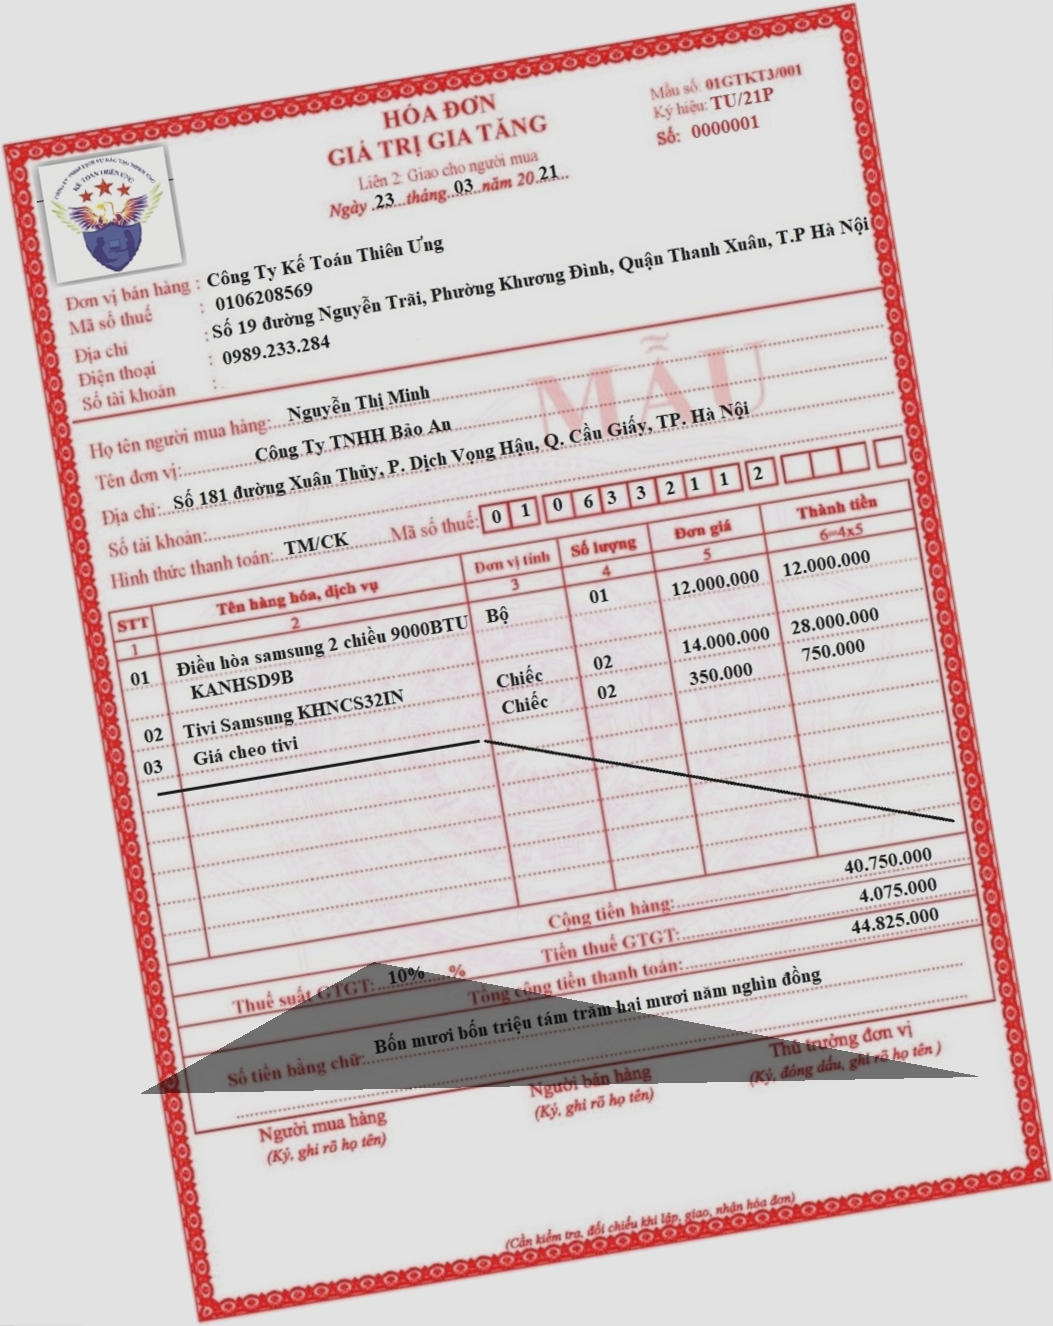 HÓA ĐƠN
GIÁ TRỊ GIA TĂNG
Liên 2: Giao cho người mua
Ngày 23 tháng 03 năm 2021
Mẫu số: 01GTKT3/001
Ký hiệu: TU/21P
Số: 0000001
KẾ TOÁN THIÊN ƯNG
Đơn vị bán hàng : Công Ty Kế Toán Thiên Ưng
Mã số thuế : 0106208569
Địa chỉ : Số 19 đường Nguyễn Trãi, Phường Khương Đình, Quận Thanh Xuân, T.P Hà Nội
Điện thoại : 0989.233.284
Số tài khoản :
MẪU
Họ tên người mua hàng: Nguyễn Thị Minh
Tên đơn vị: Công Ty TNHH Bảo An
Địa chỉ: Số 181 đường Xuân Thủy, P. Dịch Vọng Hậu, Q. Cầu Giấy, TP. Hà Nội
Số tài khoản:
Hình thức thanh toán: TM/CK Mã số thuế: 0 1 0 6 3 3 2 1 1 2
STT Tên hàng hóa, dịch vụ Đơn vị tính Số lượng Đơn giá Thành tiền
1 2 3 4 5 6=4x5
01 Điều hòa samsung 2 chiều 9000BTU Bộ 01 12.000.000 12.000.000
KANHSD9B
02 Tivi Samsung KHNCS32IN Chiếc 02 14.000.000 28.000.000
03 Giá cheo tivi Chiếc 02 350.000 750.000
Cộng tiền hàng: 40.750.000
Thuế suất GTGT: 10% % Tiền thuế GTGT: 4.075.000
Tổng cộng tiền thanh toán: 44.825.000
Số tiền bằng chữ: Bốn mươi bốn triệu tám trăm hai mươi năm nghìn đồng
Người mua hàng Người bán hàng Thủ trưởng đơn vị
(Ký, ghi rõ họ tên) (Ký, ghi rõ họ tên) (Ký, đóng dấu, ghi rõ họ tên )
(Cần kiểm tra, đối chiếu khi lập, giao, nhận hóa đơn)